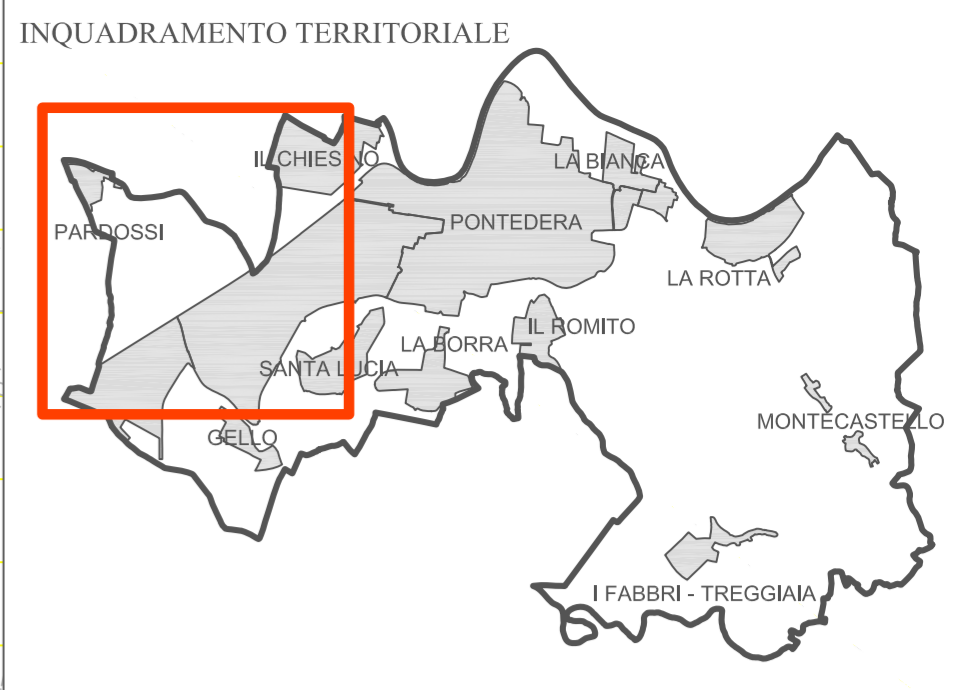 INQUADRAMENTO TERRITORIALE
IL CHIESINO
LA BIANCA
PARDOSSI
PONTEDERA
LA ROTTA
IL ROMITO
LA BORRA
SANTA LUCIA
MONTECASTELLO
GELLO
I FABBRI - TREGGIAIA